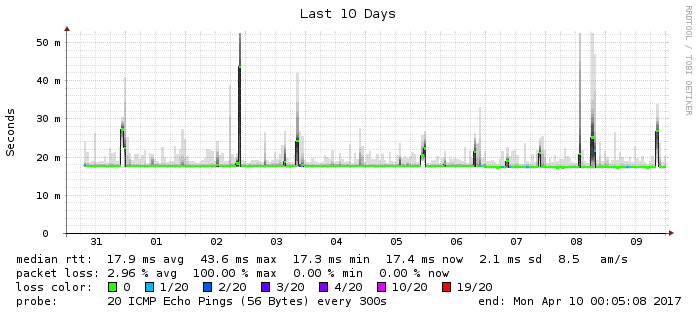 Last 10 Days
RRDTOOL / TOBI OETIKER
Seconds
50 m
40 m
30 m
20 m
10 m
0
31 01 02 03 04 05 06 07 08 09
median rtt: 17.9 ms avg 43.6 ms max 17.3 ms min 17.4 ms now 2.1 ms sd 8.5 am/s
packet loss: 2.96 % avg 100.00 % max 0.00 % min 0.00 % now
loss color: 0 1/20 2/20 3/20 4/20 10/20 19/20
probe: 20 ICMP Echo Pings (56 Bytes) every 300s end: Mon Apr 10 00:05:08 2017